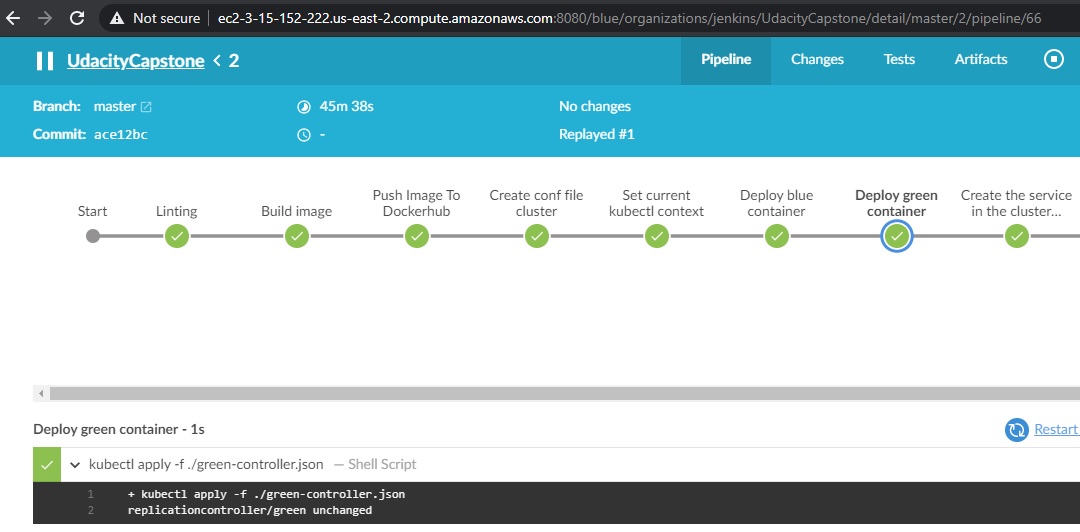 Not secure ec2-3-15-152-222.us-east-2.compute.amazonaws.com:8080/blue/organizations/jenkins/UdacityCapstone/detail/master/2/pipeline/66
UdacityCapstone < 2
Pipeline Changes Tests Artifacts
Branch: master 45m 38s No changes
Commit: ace12bc - Replayed #1
Start
Linting
Build image
Push Image To
Dockerhub
Create conf file
cluster
Set current
kubectl context
Deploy blue
container
Deploy green
container
Create the service
in the cluster...
Deploy green container - 1s
Restart
kubectl apply -f ./green-controller.json — Shell Script
1 + kubectl apply -f ./green-controller.json
2 replicationcontroller/green unchanged